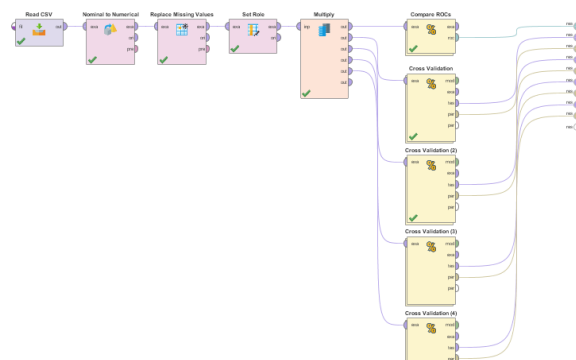 Read CSV
Nominal to Numerical
Replace Missing Values
Set Role
Multiply
Compare ROCs
fil
out
exa
exa
ori
pre
exa
exa
ori
pre
exa
exa
ori
inp
out
out
out
out
out
out
exa
exa
roc
Cross Validation
exa
mod
exa
tes
per
per
Cross Validation (2)
exa
mod
exa
tes
per
per
Cross Validation (3)
exa
mod
exa
tes
per
per
Cross Validation (4)
exa
mod
exa
tes
per
res
res
res
res
res
res
res
res
res
res